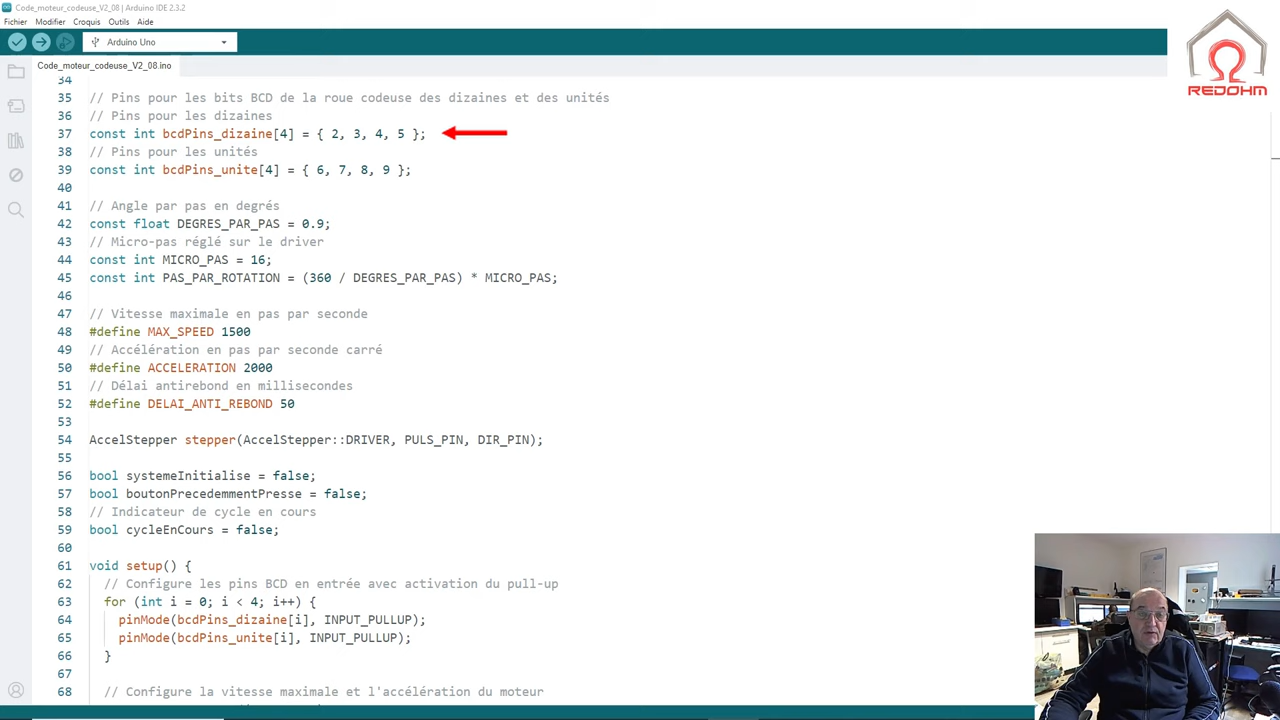 Code_moteur_codeuse_V2_08 | Arduino IDE 2.3.2
Fichier Modifier Croquis Outils Aide
Arduino Uno
REDOHM
Code_moteur_codeuse_V2_08.ino
34
35 // Pins pour les bits BCD de la roue codeuse des dizaines et des unités
36 // Pins pour les dizaines
37 const int bcdPins_dizaine[4] = { 2, 3, 4, 5 };
38 // Pins pour les unités
39 const int bcdPins_unite[4] = { 6, 7, 8, 9 };
40
41 // Angle par pas en degrés
42 const float DEGRES_PAR_PAS = 0.9;
43 // Micro-pas réglé sur le driver
44 const int MICRO_PAS = 16;
45 const int PAS_PAR_ROTATION = (360 / DEGRES_PAR_PAS) * MICRO_PAS;
46
47 // Vitesse maximale en pas par seconde
48 #define MAX_SPEED 1500
49 // Accélération en pas par seconde carré
50 #define ACCELERATION 2000
51 // Délai antirebond en millisecondes
52 #define DELAI_ANTI_REBOND 50
53
54 AccelStepper stepper(AccelStepper::DRIVER, PULS_PIN, DIR_PIN);
55
56 bool systemeInitialise = false;
57 bool boutonPrecedemmentPresse = false;
58 // Indicateur de cycle en cours
59 bool cycleEnCours = false;
60
61 void setup() {
62 // Configure les pins BCD en entrée avec activation du pull-up
63 for (int i = 0; i < 4; i++) {
64 pinMode(bcdPins_dizaine[i], INPUT_PULLUP);
65 pinMode(bcdPins_unite[i], INPUT_PULLUP);
66 }
67
68 // Configure la vitesse maximale et l'accélération du moteur